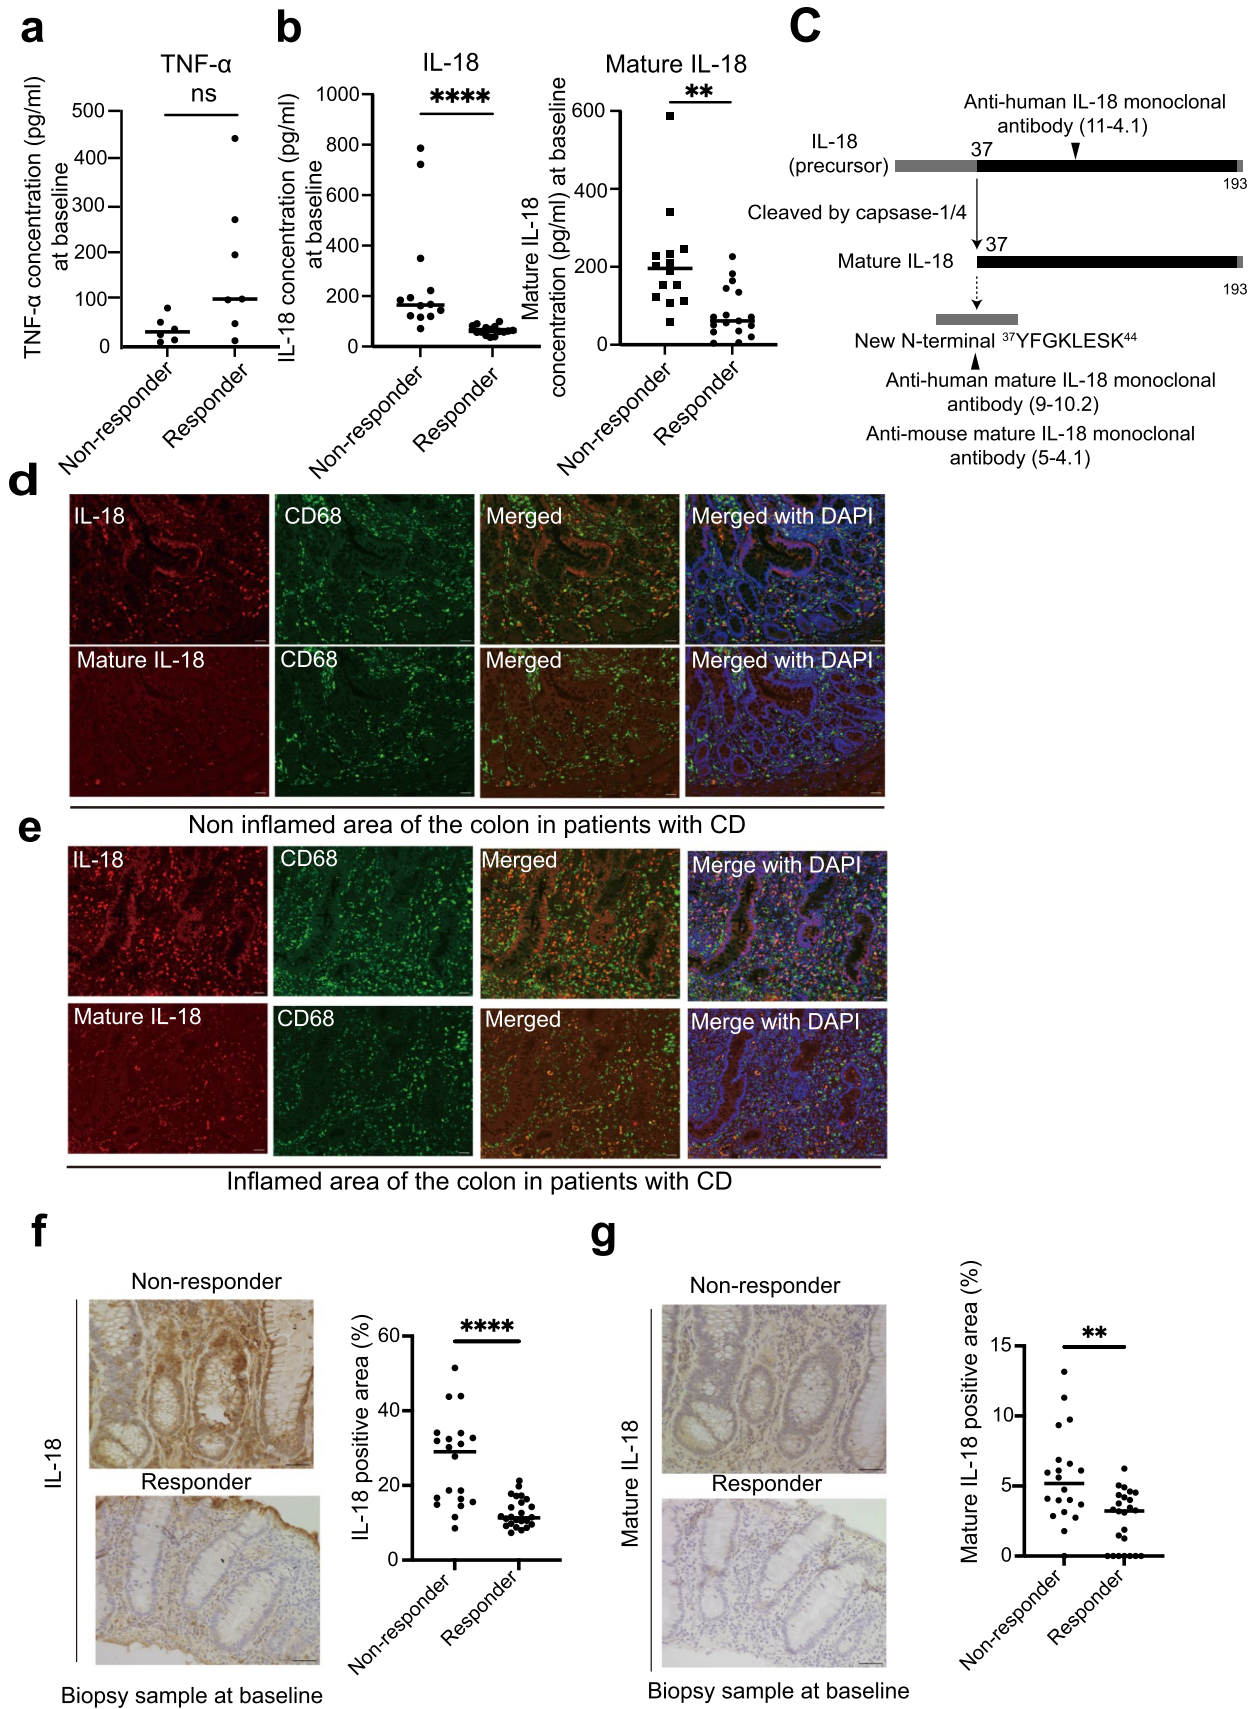 a
TNF-α
ns
TNF-α concentration (pg/ml)
at baseline
500
400
300
200
100
0
Non-responder
Responder
b
IL-18
****
IL-18 concentration (pg/ml)
at baseline
1000
800
600
400
200
0
Non-responder
Responder
Mature IL-18
**
Mature IL-18
concentration (pg/ml) at baseline
600
400
200
0
Non-responder
Responder
C
Anti-human IL-18 monoclonal
antibody (11-4.1)
IL-18
(precursor)
37
193
Cleaved by capsase-1/4
37
Mature IL-18
193
New N-terminal ³⁷YFGKLESK⁴⁴
Anti-human mature IL-18 monoclonal
antibody (9-10.2)
Anti-mouse mature IL-18 monoclonal
antibody (5-4.1)
d
IL-18
CD68
Merged
Merged with DAPI
Mature IL-18
CD68
Merged
Merged with DAPI
Non inflamed area of the colon in patients with CD
e
IL-18
CD68
Merged
Merge with DAPI
Mature IL-18
CD68
Merged
Merge with DAPI
Inflamed area of the colon in patients with CD
f
Non-responder
IL-18
Responder
Biopsy sample at baseline
IL-18 positive area (%)
****
60
40
20
0
Non-responder
Responder
g
Non-responder
Mature IL-18
Responder
Biopsy sample at baseline
Mature IL-18 positive area (%)
**
15
10
5
0
Non-responder
Responder